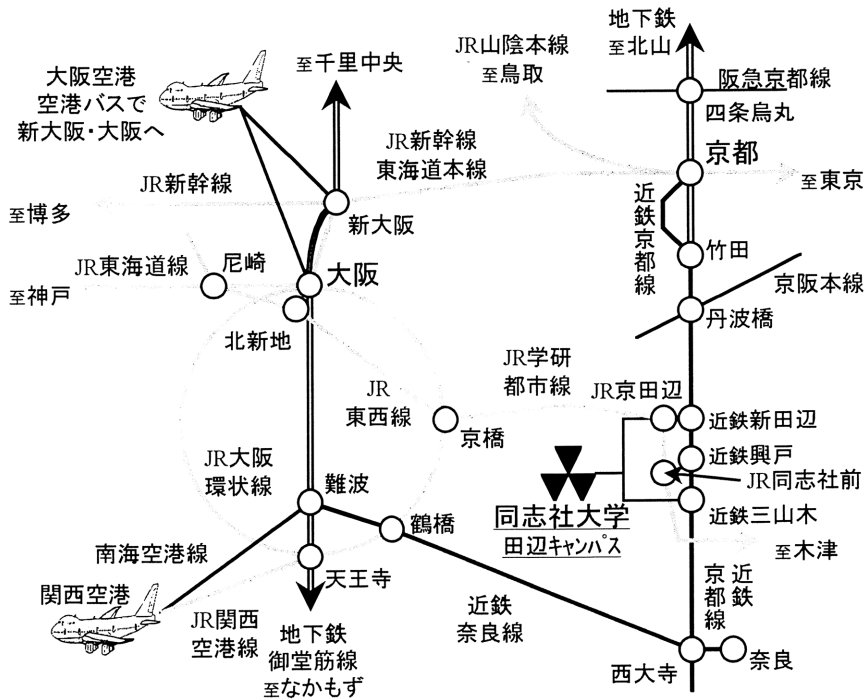 大阪空港
空港バスで
新大阪・大阪へ
至千里中央
JR山陰本線
至鳥取
地下鉄
至北山
阪急京都線
四条烏丸
JR新幹線
東海道本線
京都
至東京
JR新幹線
至博多
新大阪
近鉄京都線
竹田
JR東海道線
尼崎
大阪
至神戸
京阪本線
丹波橋
北新地
JR
東西線
JR学研
都市線
京橋
JR京田辺
近鉄新田辺
近鉄興戸
JR同志社前
近鉄三山木
同志社大学
田辺キャンパス
至木津
JR大阪
環状線
難波
鶴橋
南海空港線
天王寺
関西空港
JR関西
空港線
地下鉄
御堂筋線
至なかもず
近鉄
奈良線
近鉄
京都線
西大寺
奈良